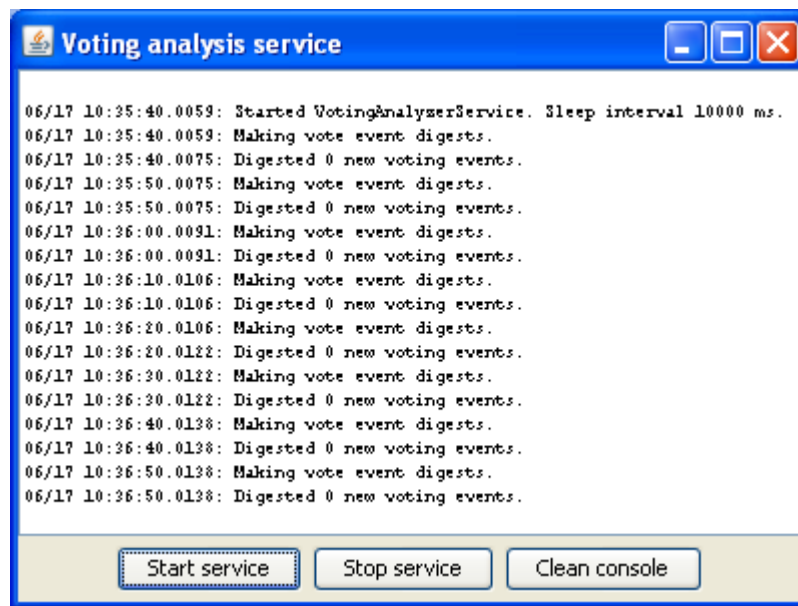 Voting analysis service
06/17 10:35:40.0059: Started VotingAnalyserService. Sleep interval 10000 ms.
06/17 10:35:40.0059: Making vote event digests.
06/17 10:35:40.0075: Digested 0 new voting events.
06/17 10:35:50.0075: Making vote event digests.
06/17 10:35:50.0075: Digested 0 new voting events.
06/17 10:36:00.0091: Making vote event digests.
06/17 10:36:00.0091: Digested 0 new voting events.
06/17 10:36:10.0106: Making vote event digests.
06/17 10:36:10.0106: Digested 0 new voting events.
06/17 10:36:20.0106: Making vote event digests.
06/17 10:36:20.0122: Digested 0 new voting events.
06/17 10:36:30.0122: Making vote event digests.
06/17 10:36:30.0122: Digested 0 new voting events.
06/17 10:36:40.0138: Making vote event digests.
06/17 10:36:40.0138: Digested 0 new voting events.
06/17 10:36:50.0138: Making vote event digests.
06/17 10:36:50.0138: Digested 0 new voting events.
Start service Stop service Clean console